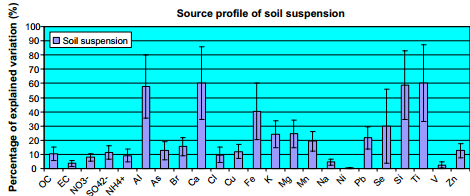 Source profile of soil suspension
Percentage of explained variation (%)
Soil suspension
100
90
80
70
60
50
40
30
20
10
0
OC EC NO3- SO42- NH4+ Al As Br Ca Cl Cu Fe K Mg Mn Na Ni Pb Se Si Ti V Zn